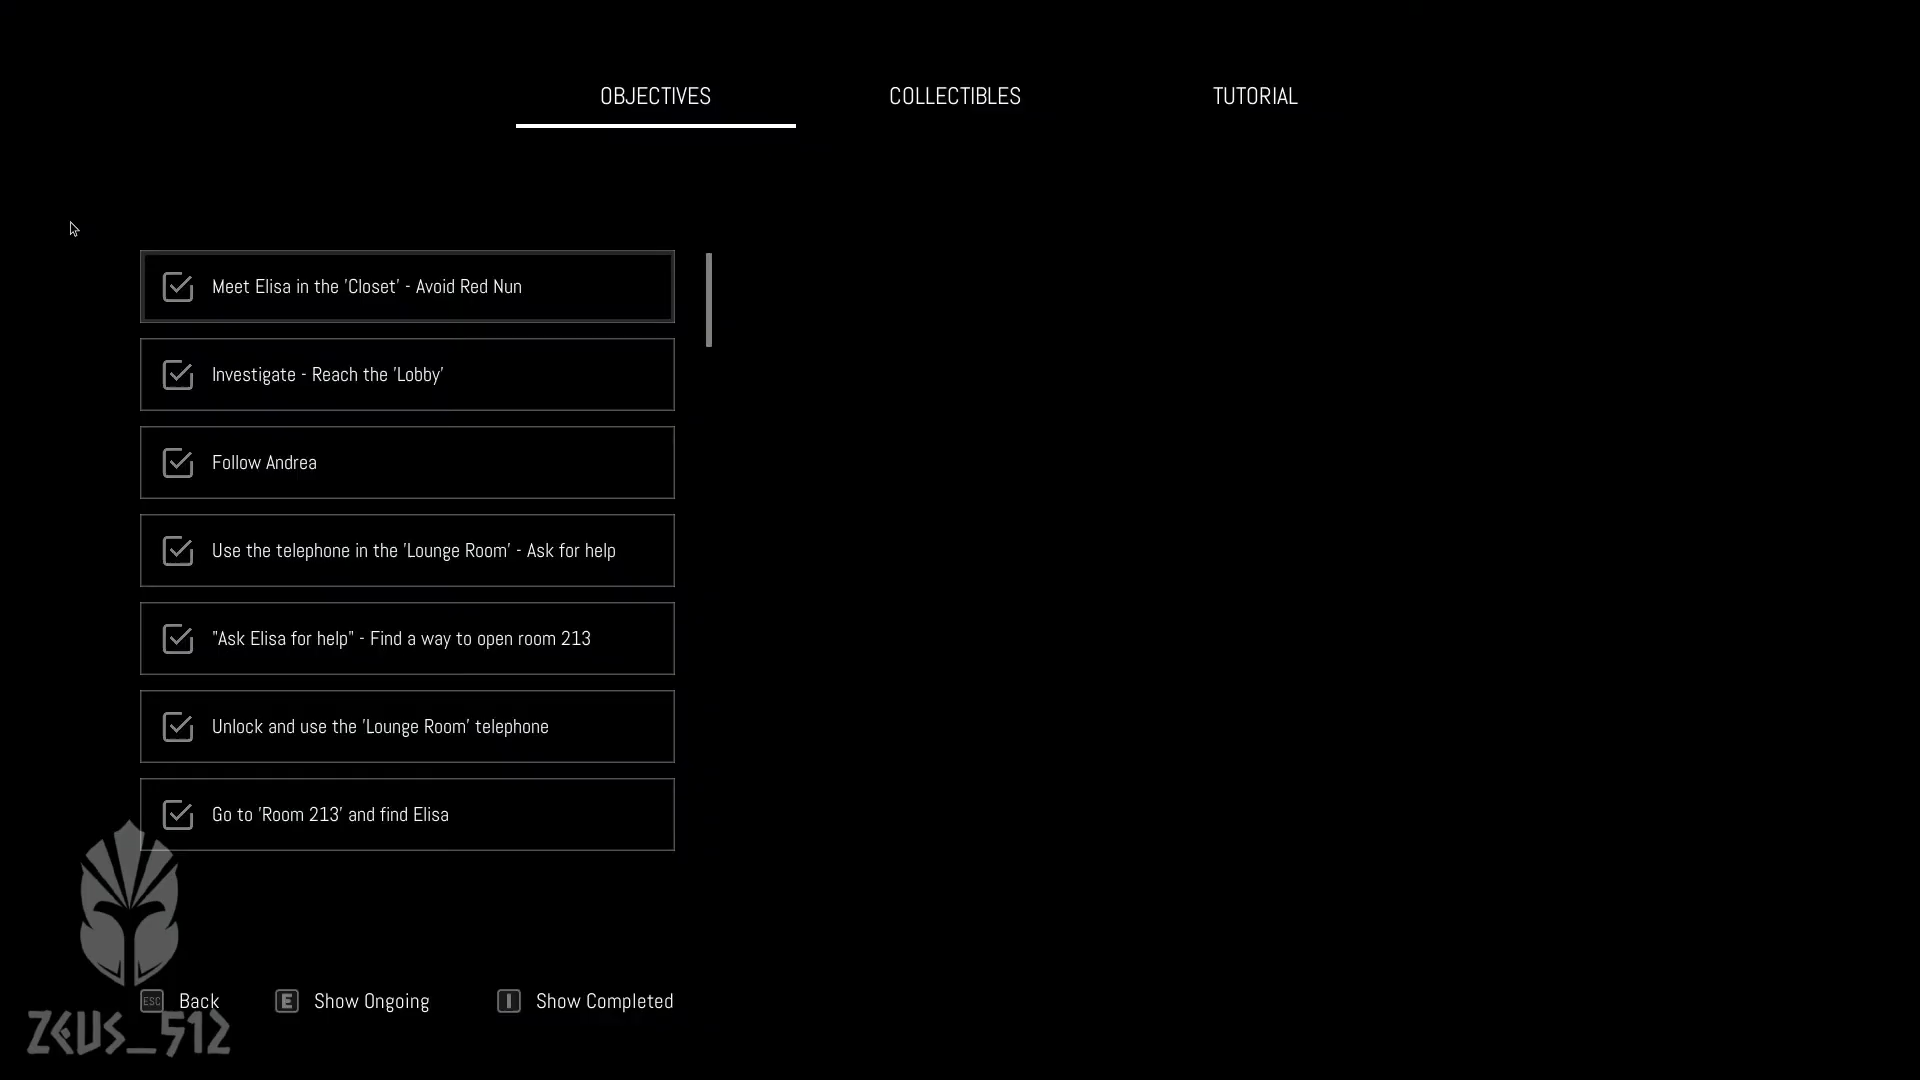 OBJECTIVES COLLECTIBLES TUTORIAL
Meet Elisa in the 'Closet' - Avoid Red Nun
Investigate - Reach the 'Lobby'
Follow Andrea
Use the telephone in the 'Lounge Room' - Ask for help
"Ask Elisa for help" - Find a way to open room 213
Unlock and use the 'Lounge Room' telephone
Go to 'Room 213' and find Elisa
ESC Back E Show Ongoing I Show Completed
ZEUS_512